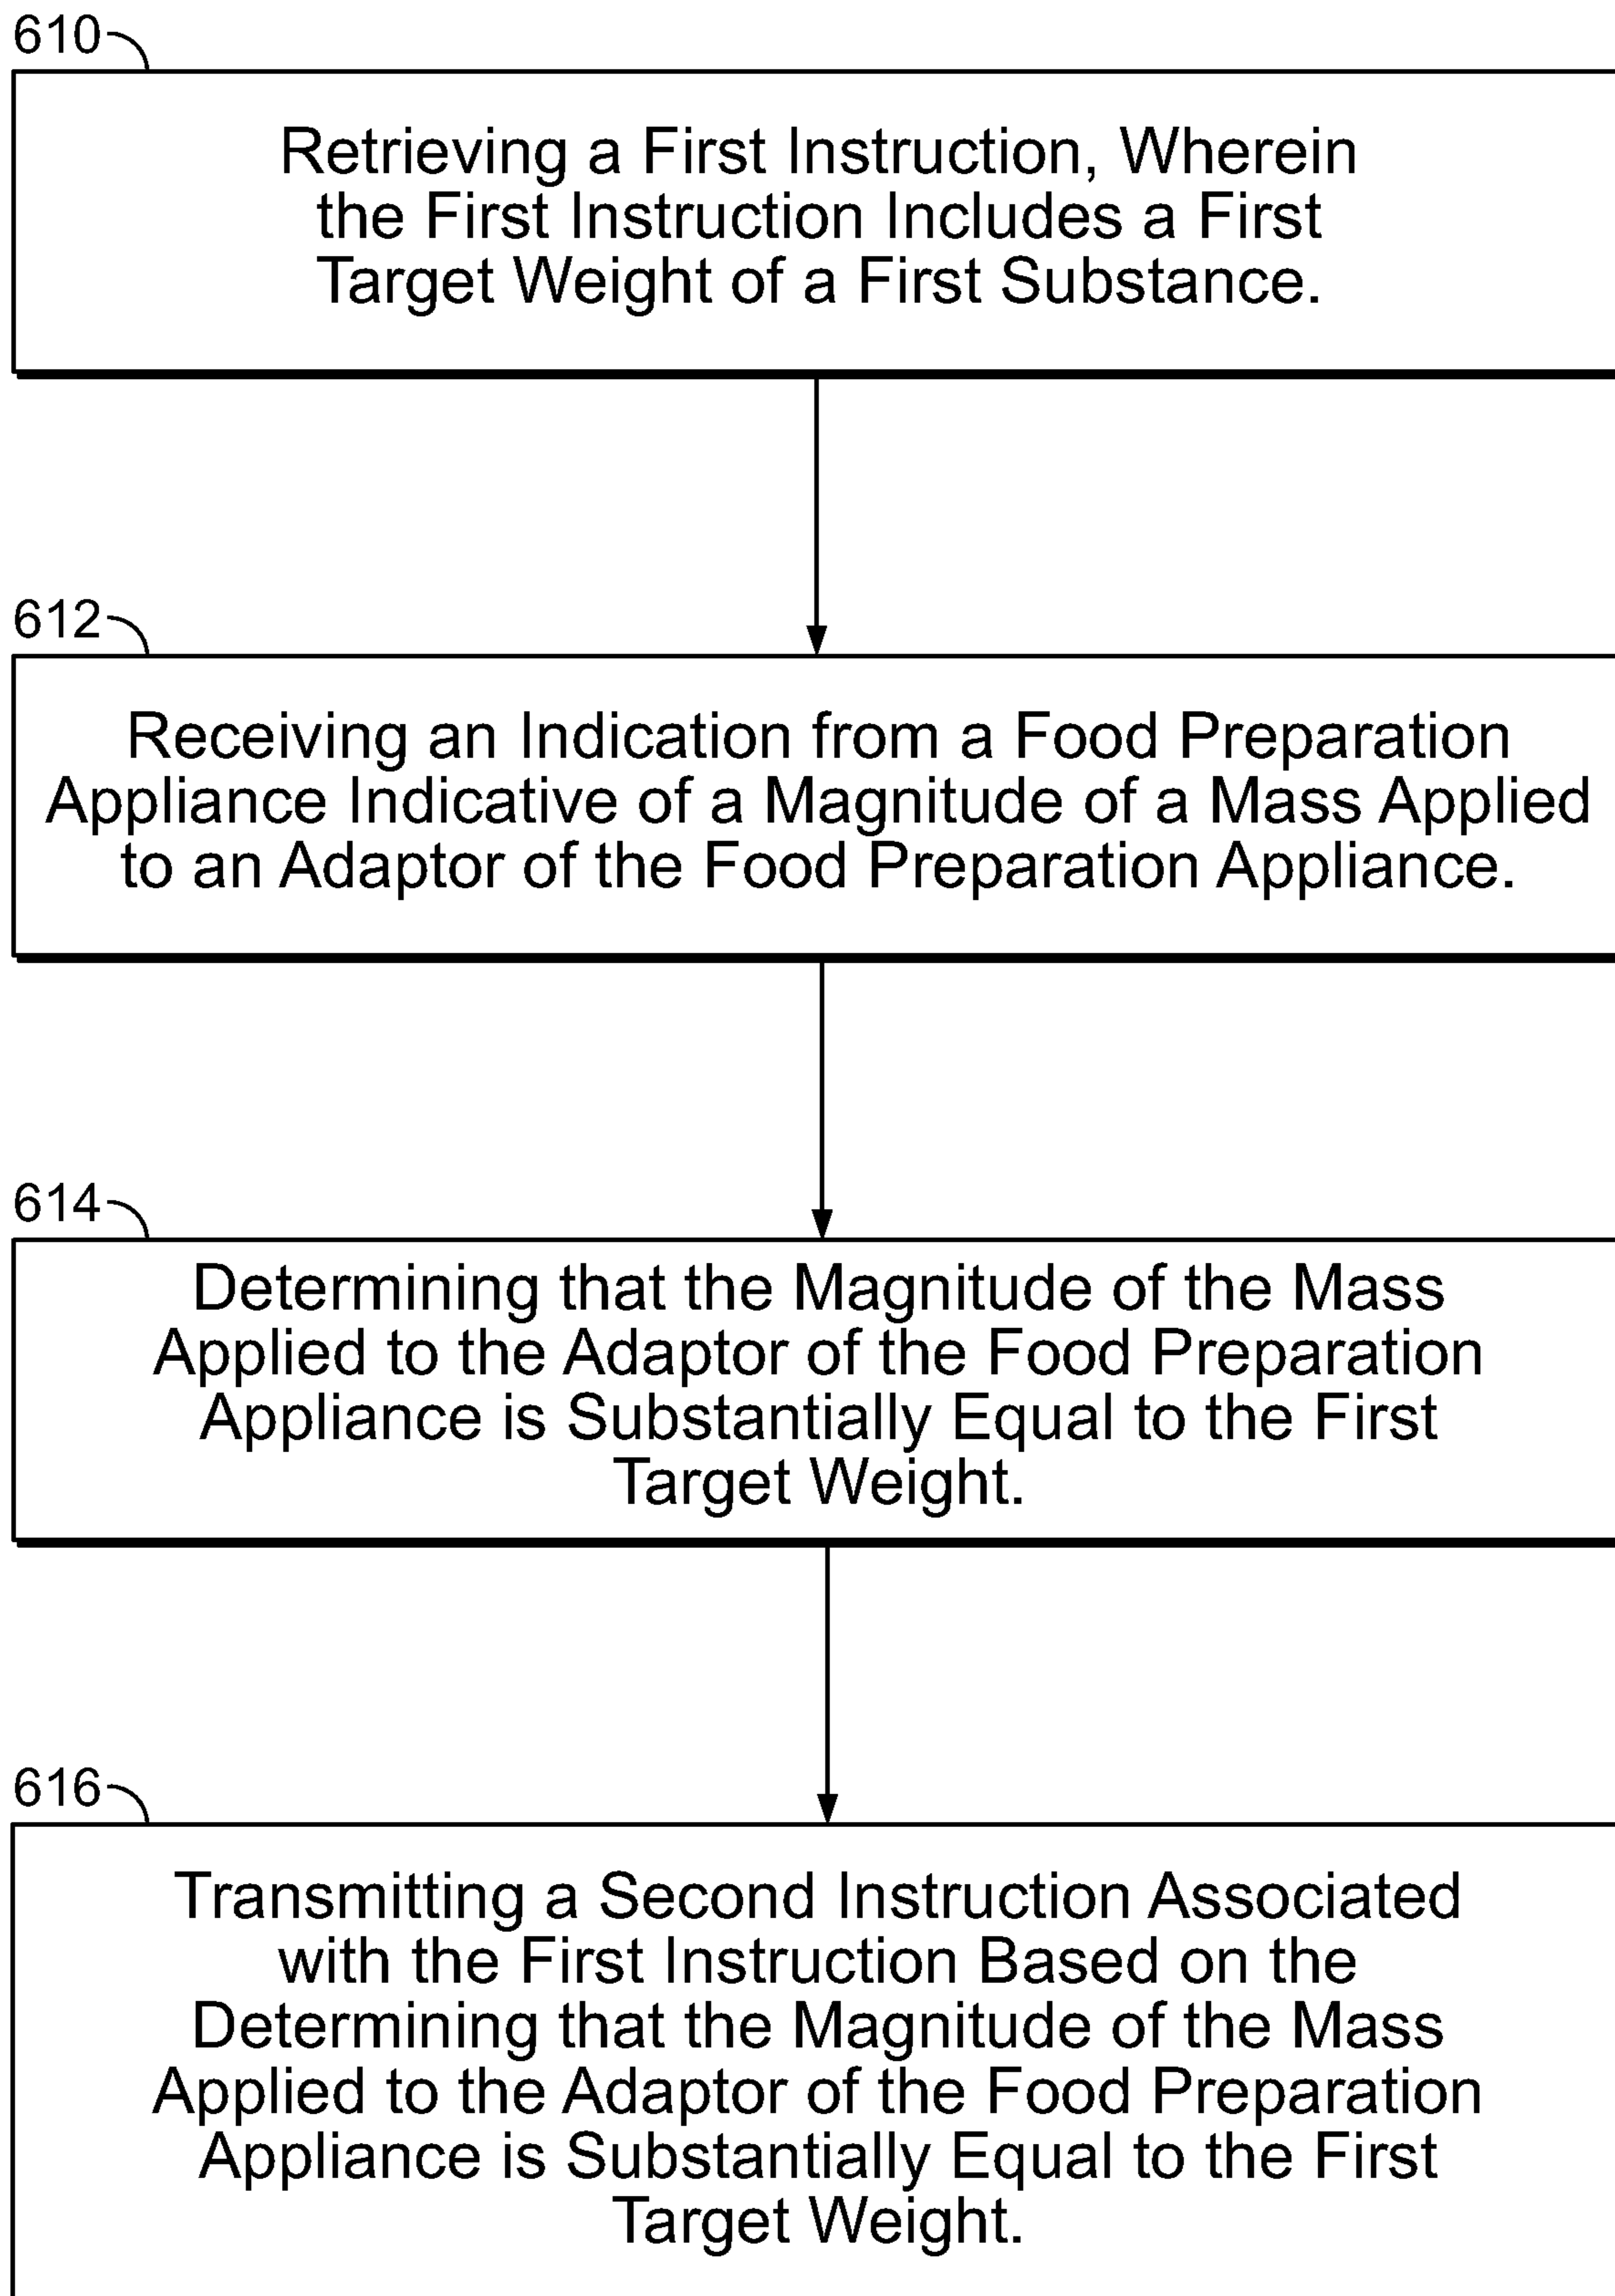 610
Retrieving a First Instruction, Wherein
the First Instruction Includes a First
Target Weight of a First Substance.
612
Receiving an Indication from a Food Preparation
Appliance Indicative of a Magnitude of a Mass Applied
to an Adaptor of the Food Preparation Appliance.
614
Determining that the Magnitude of the Mass
Applied to the Adaptor of the Food Preparation
Appliance is Substantially Equal to the First
Target Weight.
616
Transmitting a Second Instruction Associated
with the First Instruction Based on the
Determining that the Magnitude of the Mass
Applied to the Adaptor of the Food Preparation
Appliance is Substantially Equal to the First
Target Weight.